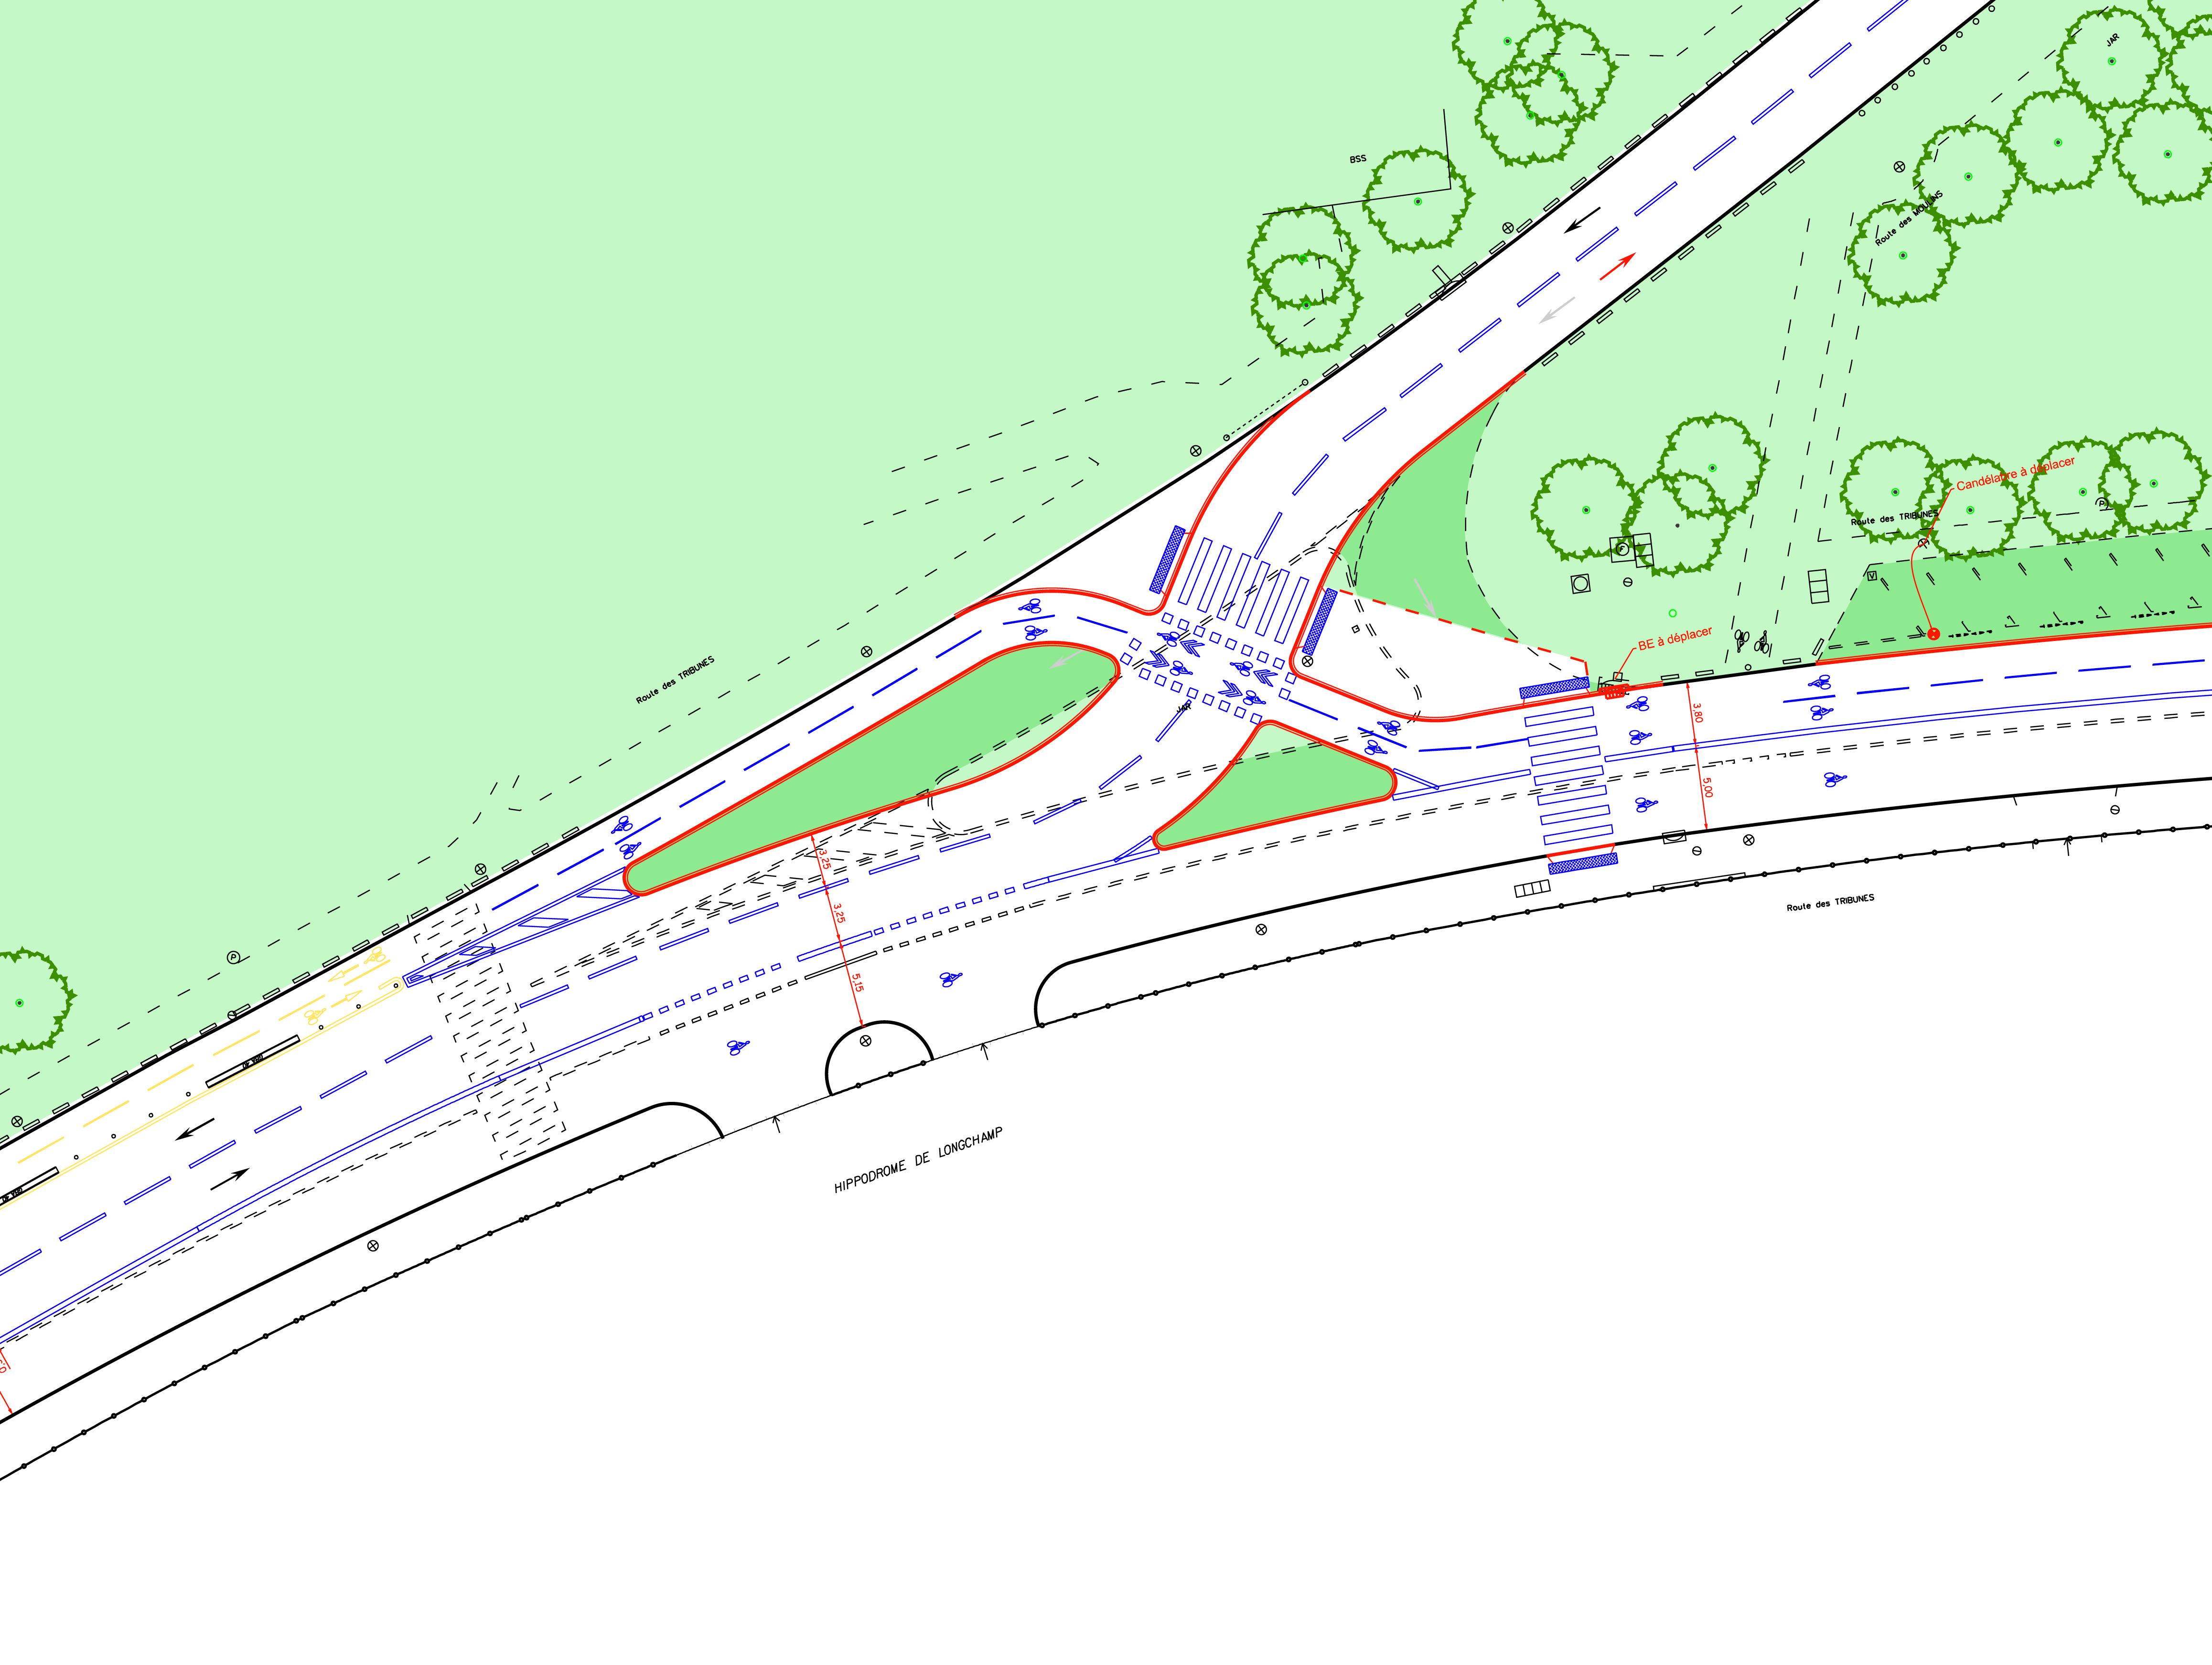 JAR
BSS
Route des MOULINS
Candélabre à déplacer
P
Route des TRIBUNES
BE à déplacer
Route des TRIBUNES
JAR
3,80
5,00
3,25
3,25
5,15
Route des TRIBUNES
P
HIPPODROME DE LONGCHAMP